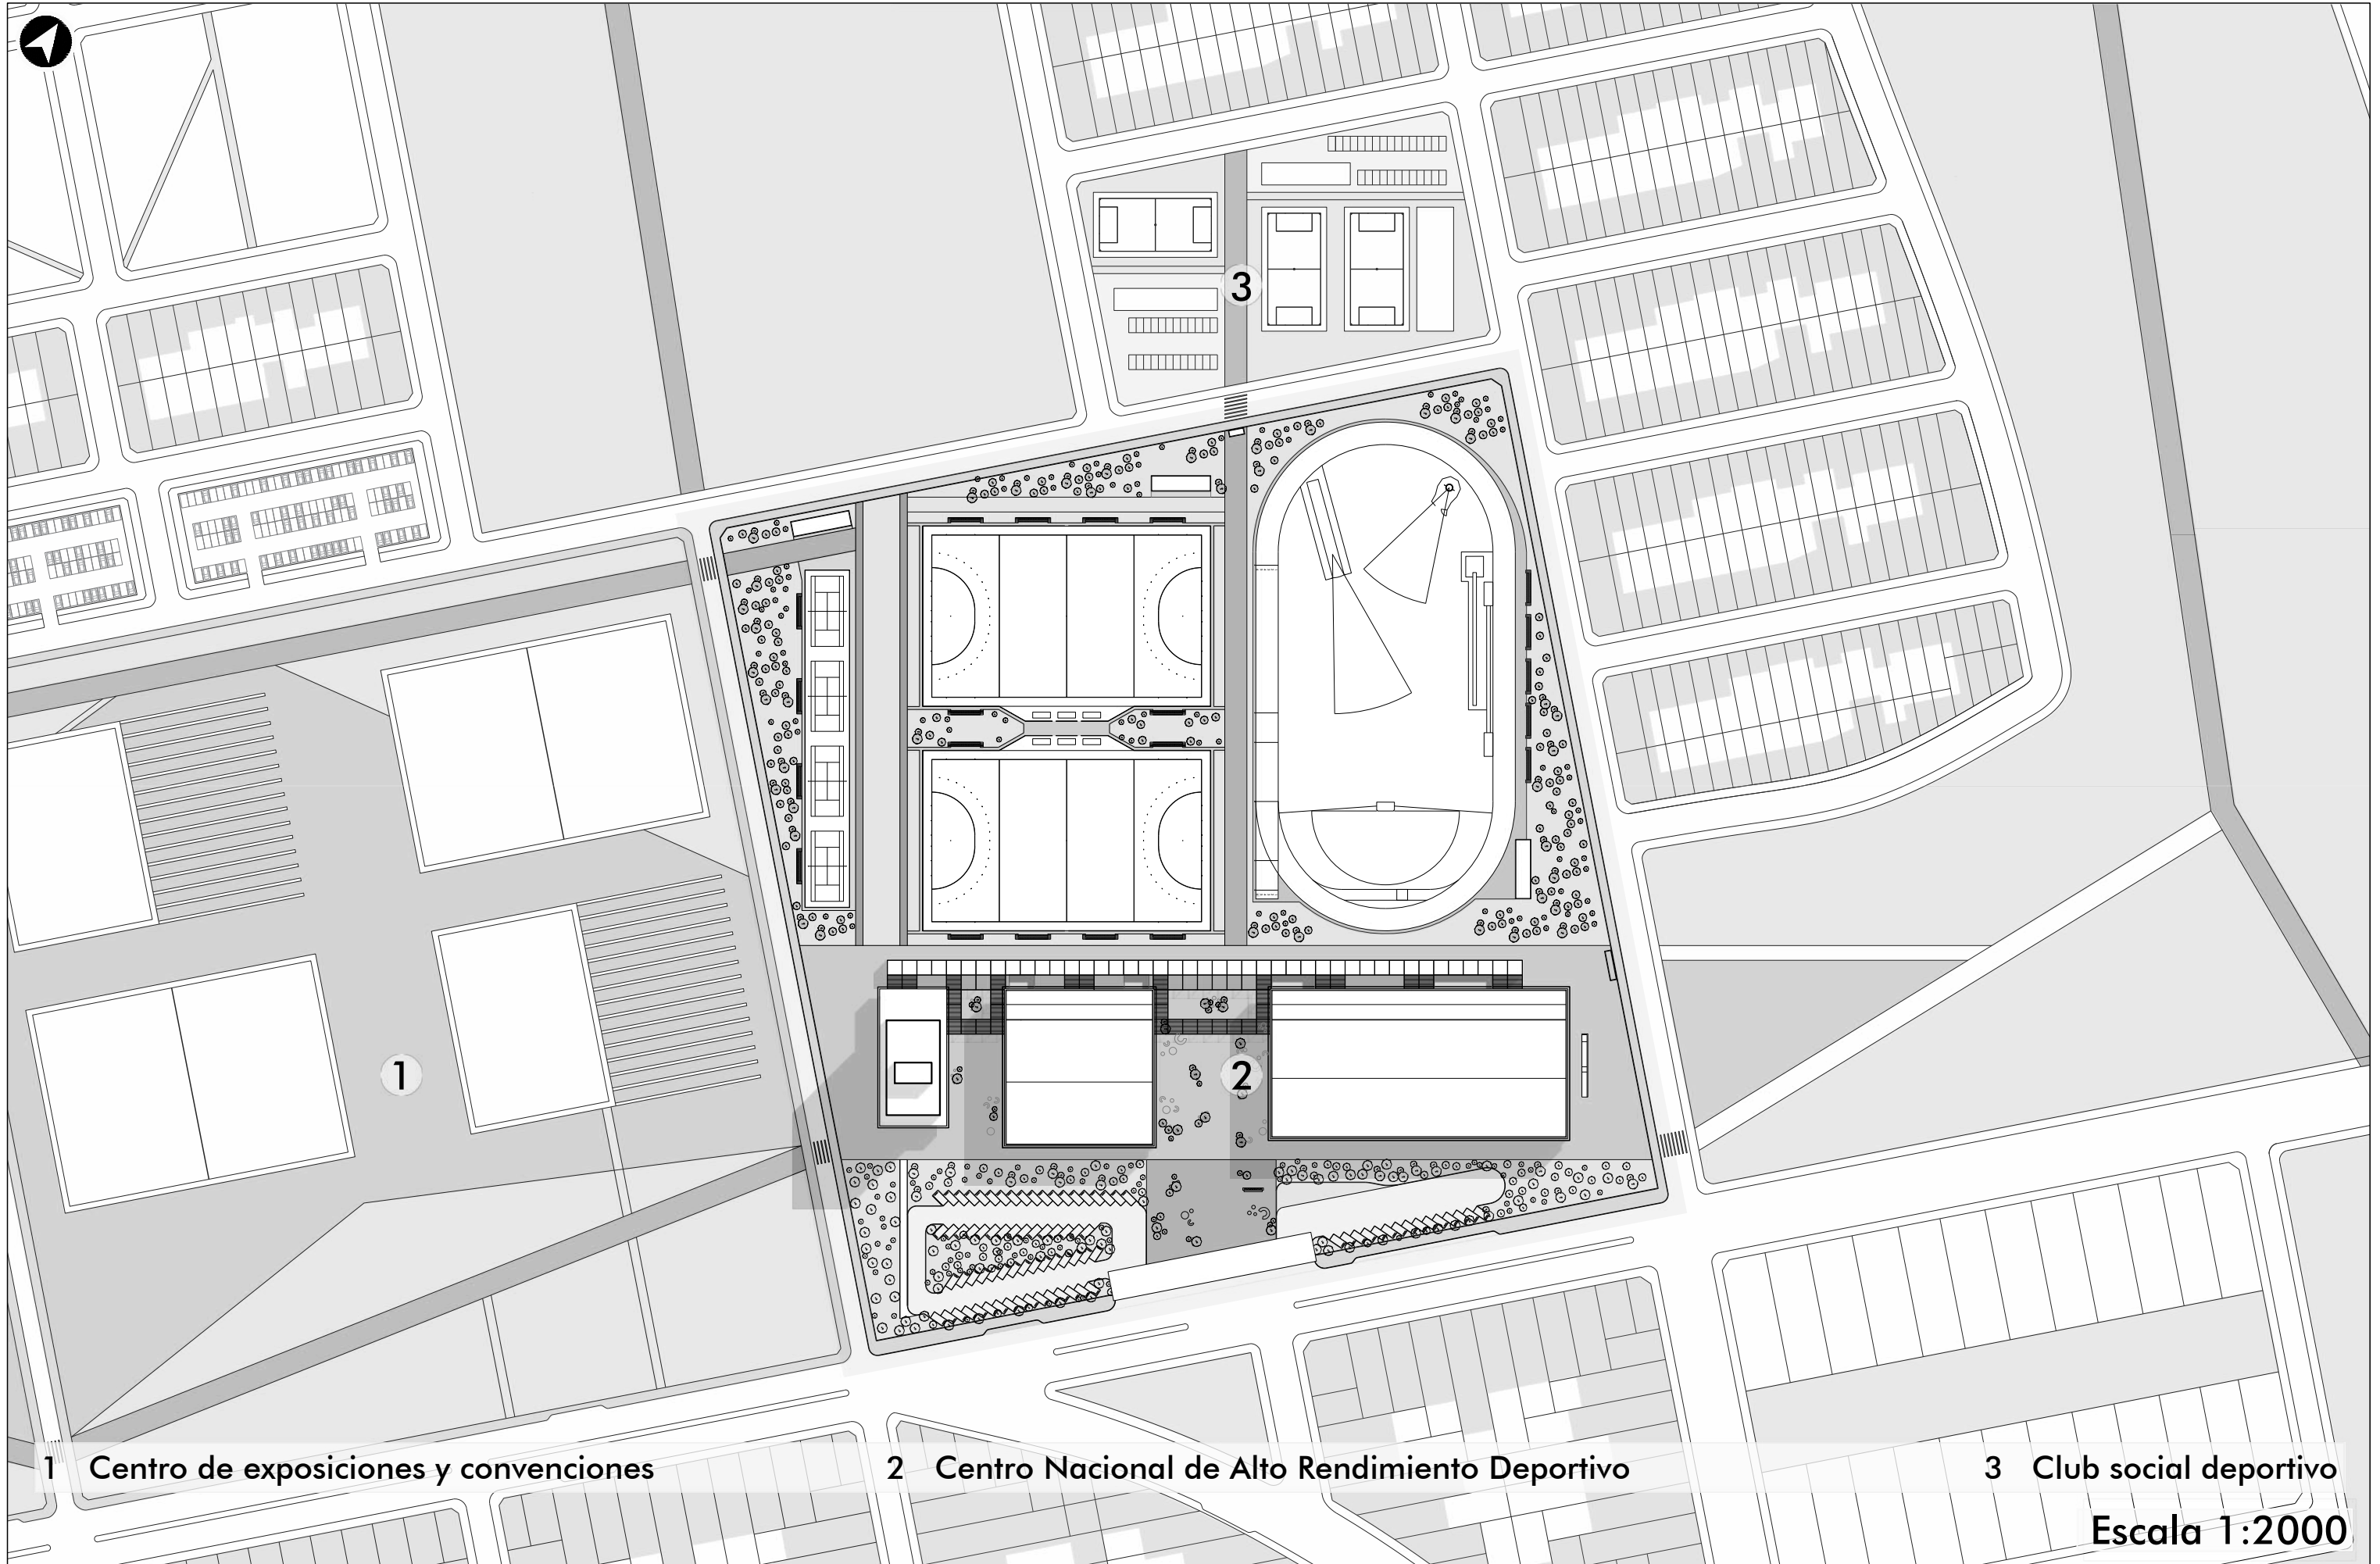 3
1
2
1 Centro de exposiciones y convenciones 2 Centro Nacional de Alto Rendimiento Deportivo 3 Club social deportivo
Escala 1:2000